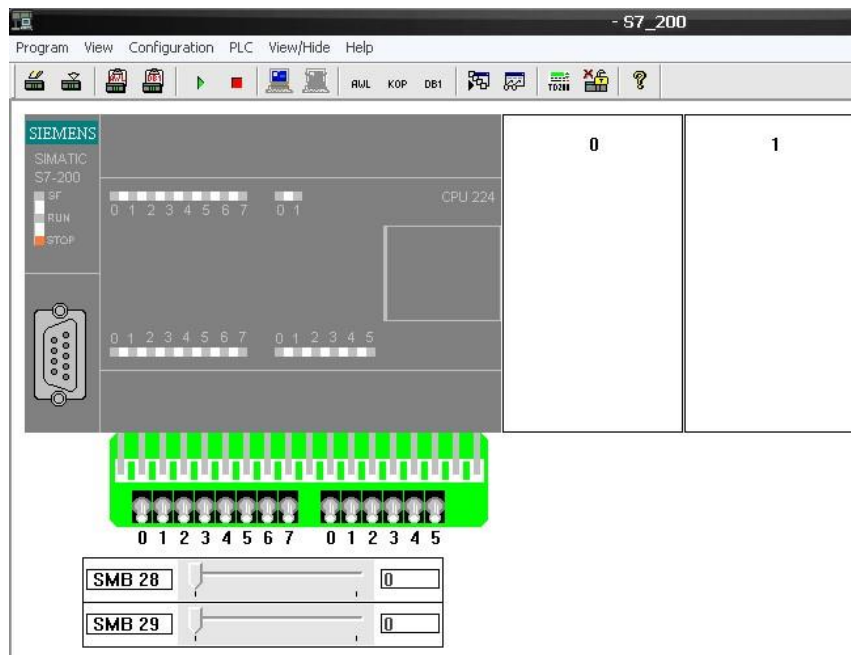 - S7_200
Program View Configuration PLC View/Hide Help
AWL KOP DB1 TD200 ?
SIEMENS
SIMATIC
S7-200
SF
RUN
STOP
0 1 2 3 4 5 6 7 0 1
CPU 224
0 1
0 1 2 3 4 5 6 7 0 1 2 3 4 5
0 1 2 3 4 5 6 7 0 1 2 3 4 5
SMB 28 0
SMB 29 0